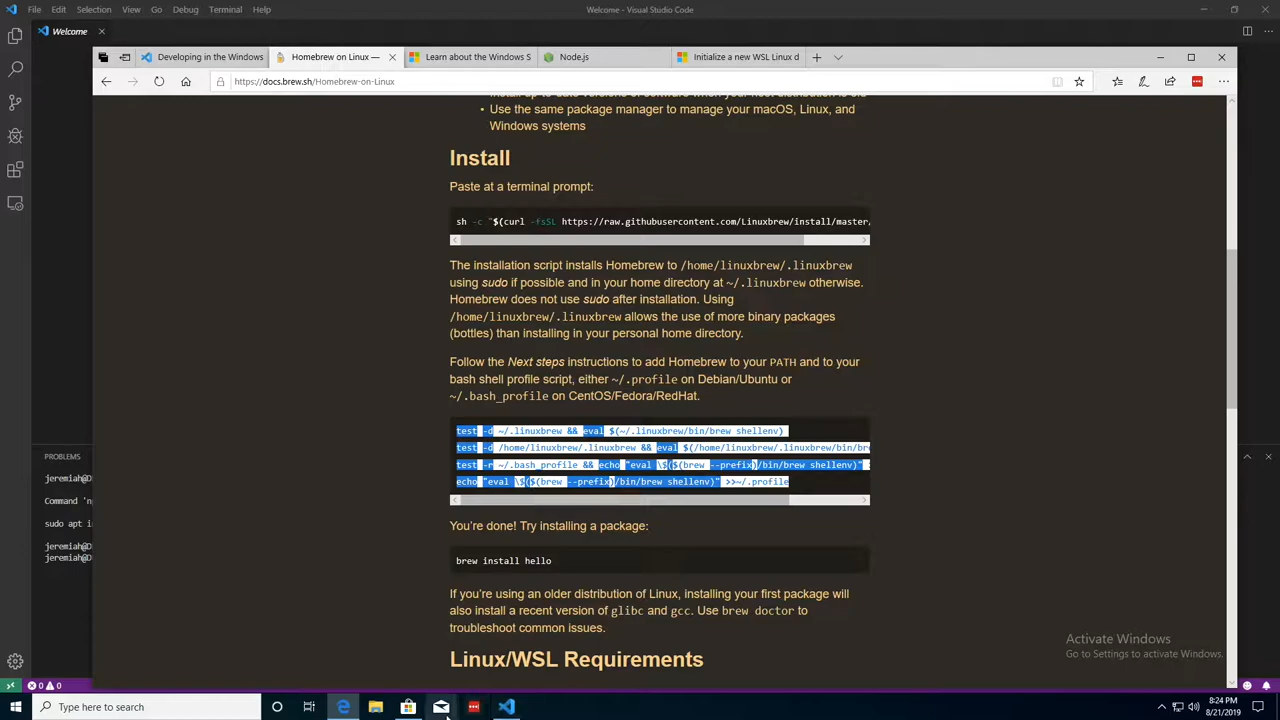 File Edit Selection View Go Debug Terminal Help
Welcome - Visual Studio Code
Welcome
Developing in the Windows
Homebrew on Linux —
Learn about the Windows S
Node.js
Initialize a new WSL Linux d
https://docs.brew.sh/Homebrew-on-Linux
• Use the same package manager to manage your macOS, Linux, and
Windows systems
Install
Paste at a terminal prompt:
sh -c "$(curl -fsSL https://raw.githubusercontent.com/Linuxbrew/install/master/
The installation script installs Homebrew to /home/linuxbrew/.linuxbrew
using sudo if possible and in your home directory at ~/.linuxbrew otherwise.
Homebrew does not use sudo after installation. Using
/home/linuxbrew/.linuxbrew allows the use of more binary packages
(bottles) than installing in your personal home directory.
Follow the Next steps instructions to add Homebrew to your PATH and to your
bash shell profile script, either ~/.profile on Debian/Ubuntu or
~/.bash_profile on CentOS/Fedora/RedHat.
test -d ~/.linuxbrew && eval $(~/.linuxbrew/bin/brew shellenv)
test -d /home/linuxbrew/.linuxbrew && eval $(/home/linuxbrew/.linuxbrew/bin/br
test -r ~/.bash_profile && echo "eval \$($(brew --prefix)/bin/brew shellenv)"
echo "eval \$($(brew --prefix)/bin/brew shellenv)" >>~/.profile
You're done! Try installing a package:
brew install hello
If you're using an older distribution of Linux, installing your first package will
also install a recent version of glibc and gcc. Use brew doctor to
troubleshoot common issues.
Linux/WSL Requirements
PROBLEMS
jeremiah@D
Command 'n
sudo apt in
jeremiah@D
jeremiah@D
Activate Windows
Go to Settings to activate Windows.
0 0
Type here to search
8:24 PM
8/21/2019